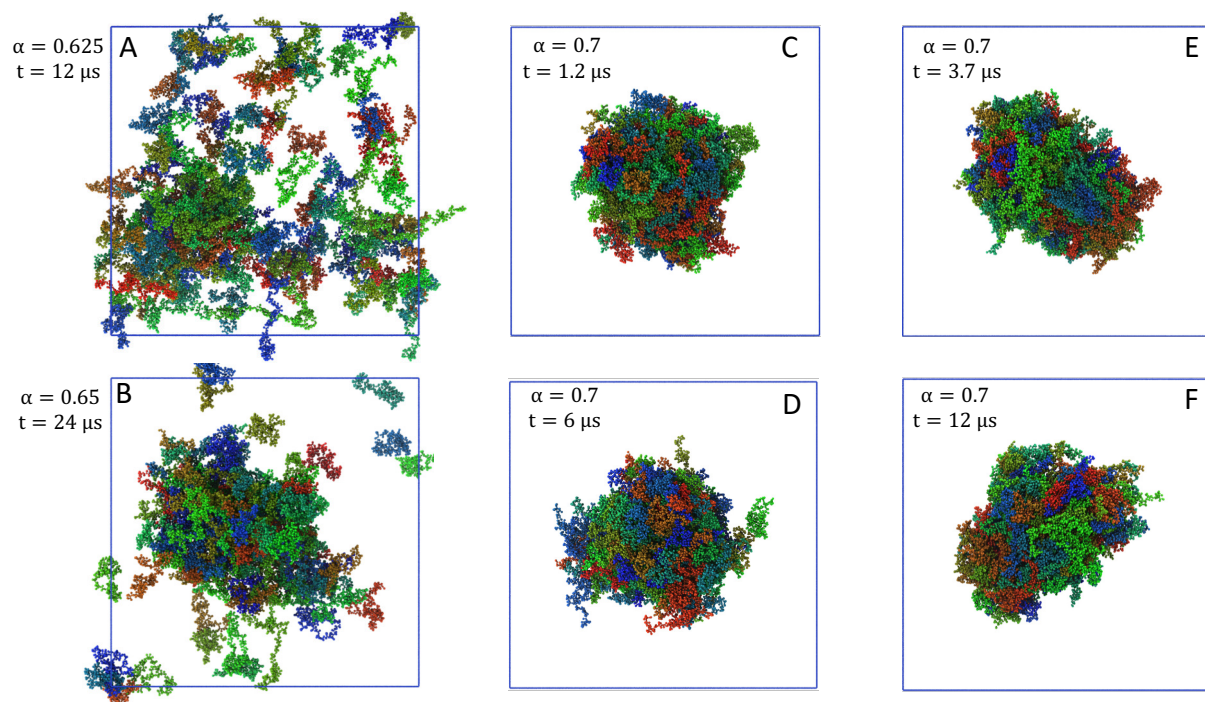 α = 0.625
t = 12 μs
A
α = 0.7
t = 1.2 μs
C
α = 0.7
t = 3.7 μs
E
α = 0.65
t = 24 μs
B
α = 0.7
t = 6 μs
D
α = 0.7
t = 12 μs
F